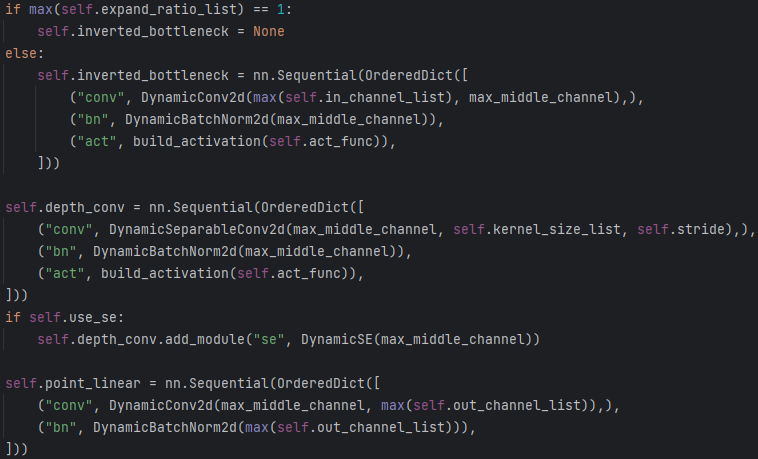 if max(self.expand_ratio_list) == 1:
    self.inverted_bottleneck = None
else:
    self.inverted_bottleneck = nn.Sequential(OrderedDict([
        ("conv", DynamicConv2d(max(self.in_channel_list), max_middle_channel),),
        ("bn", DynamicBatchNorm2d(max_middle_channel)),
        ("act", build_activation(self.act_func)),
    ]))

self.depth_conv = nn.Sequential(OrderedDict([
    ("conv", DynamicSeparableConv2d(max_middle_channel, self.kernel_size_list, self.stride),),
    ("bn", DynamicBatchNorm2d(max_middle_channel)),
    ("act", build_activation(self.act_func)),
]))
if self.use_se:
    self.depth_conv.add_module("se", DynamicSE(max_middle_channel))

self.point_linear = nn.Sequential(OrderedDict([
    ("conv", DynamicConv2d(max_middle_channel, max(self.out_channel_list)),),
    ("bn", DynamicBatchNorm2d(max(self.out_channel_list))),
]))